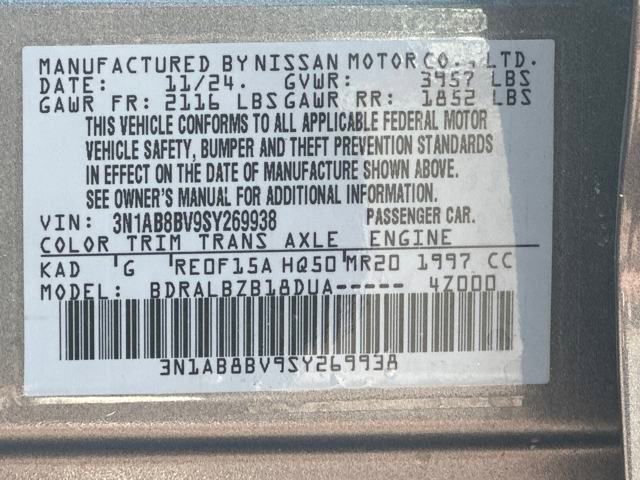 MANUFACTURED BY NISSAN MOTOR CO., LTD.
DATE: 11/24. GVWR: 3957 LBS
GAWR FR: 2116 LBS GAWR RR: 1852 LBS
THIS VEHICLE CONFORMS TO ALL APPLICABLE FEDERAL MOTOR
VEHICLE SAFETY, BUMPER AND THEFT PREVENTION STANDARDS
IN EFFECT ON THE DATE OF MANUFACTURE SHOWN ABOVE.
SEE OWNER'S MANUAL FOR ADDITIONAL INFORMATION.
VIN: 3N1AB8BV9SY269938 PASSENGER CAR.
COLOR TRIM TRANS AXLE ENGINE
KAD G RE0F15A HQ50 MR20 1997 CC
MODEL: BDRALBZB18DUA----- 4Z000
3N1AB8BV9SY269938